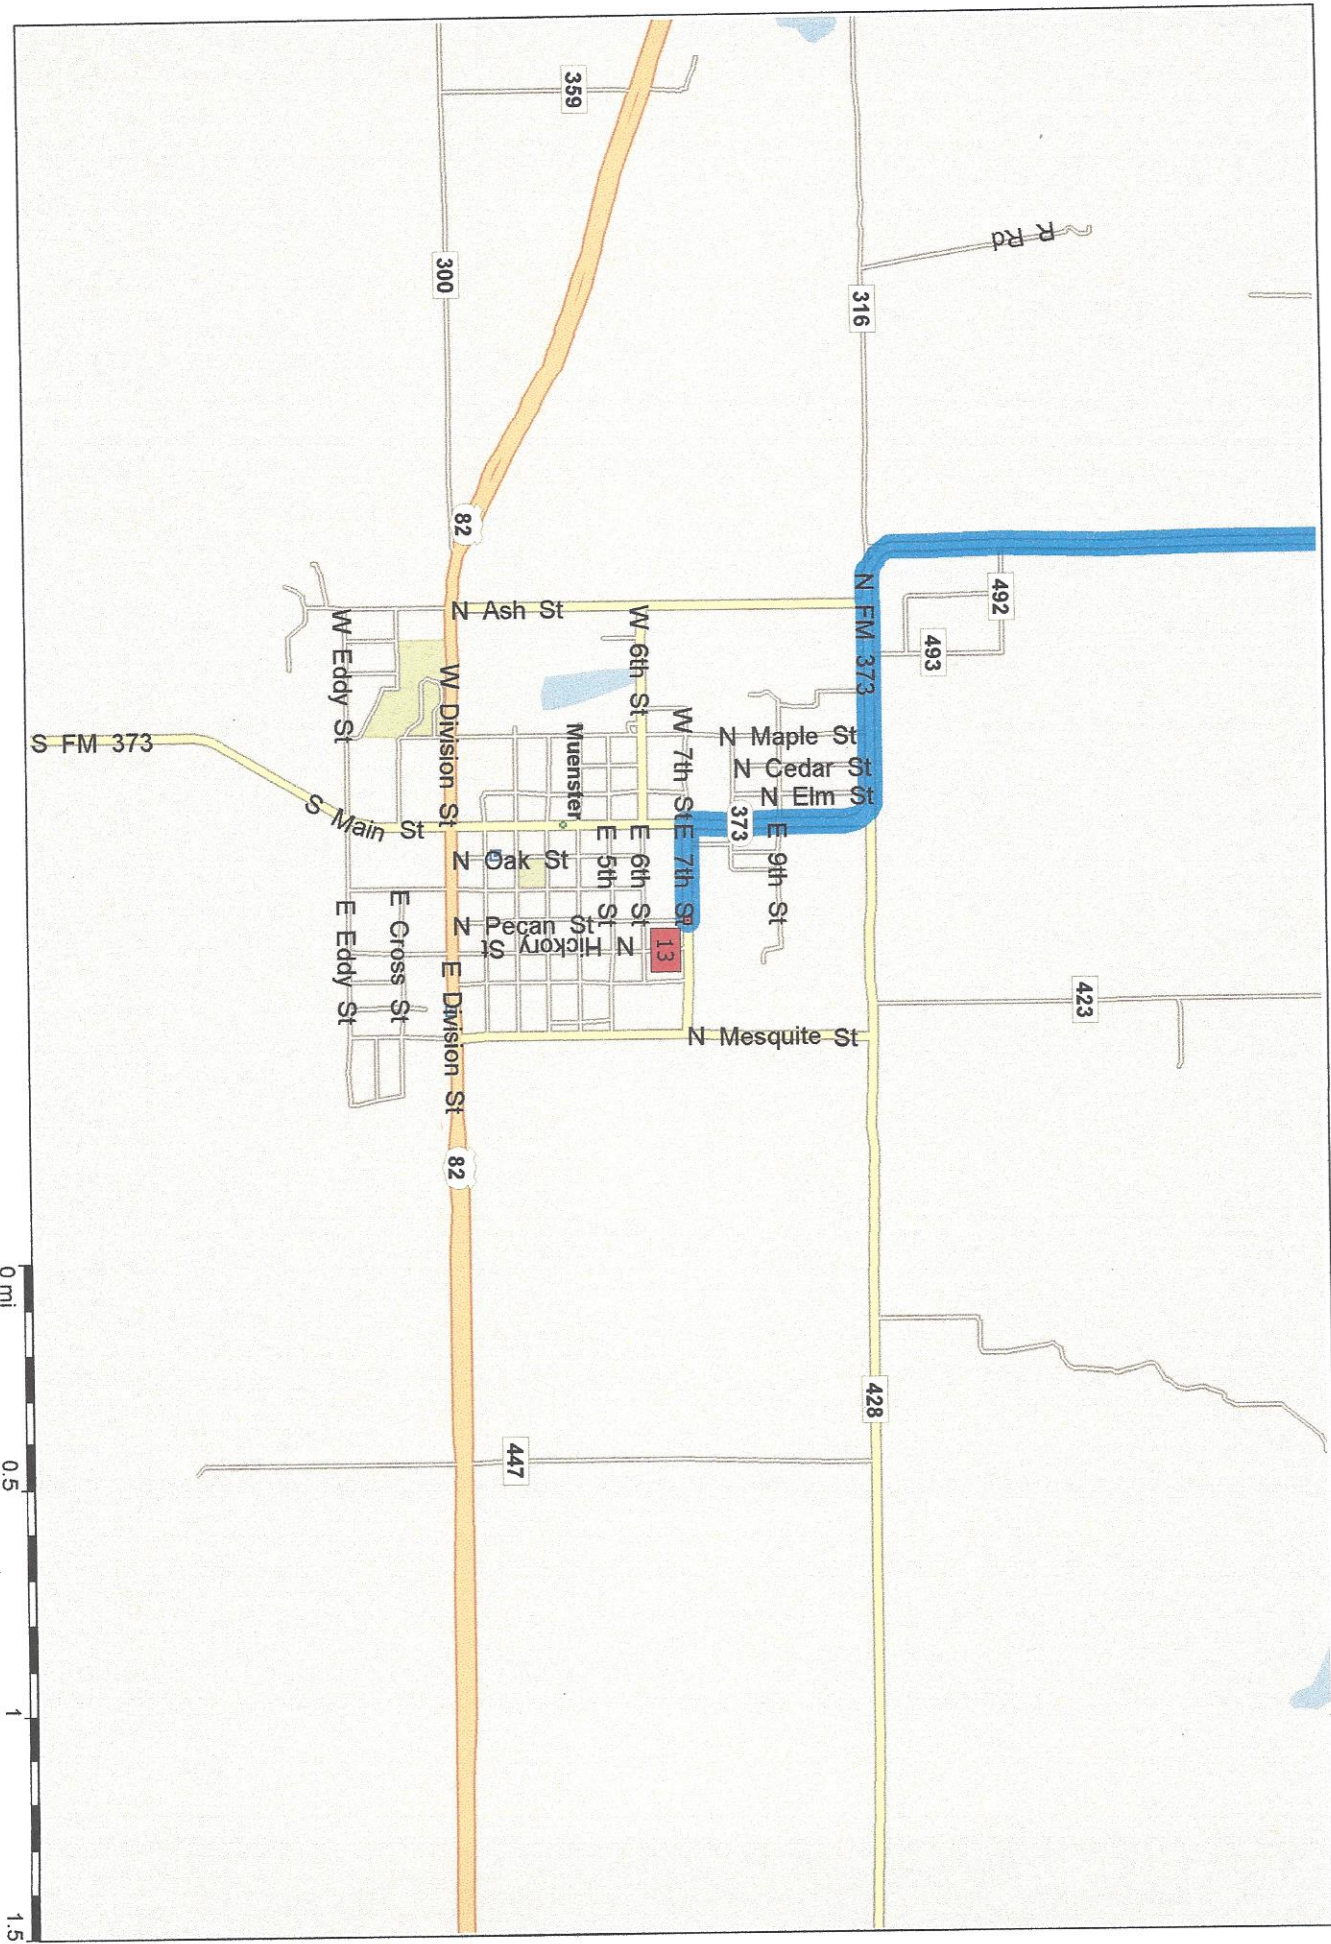 359
300
R Rd
316
82
N Ash St
W 6th St
N FM 373
492
493
W Eddy St
W Division St
Muenster
W 7th St
N Maple St
N Cedar St
N Elm St
373
S FM 373
S Main St
N Oak St
E 5th St
E 6th St
E 7th St
E 9th St
N Pecan St
N Hickory St
13
E Eddy St
E Cross St
E Division St
N Mesquite St
423
82
428
447
0 mi
0.5
1
1.5